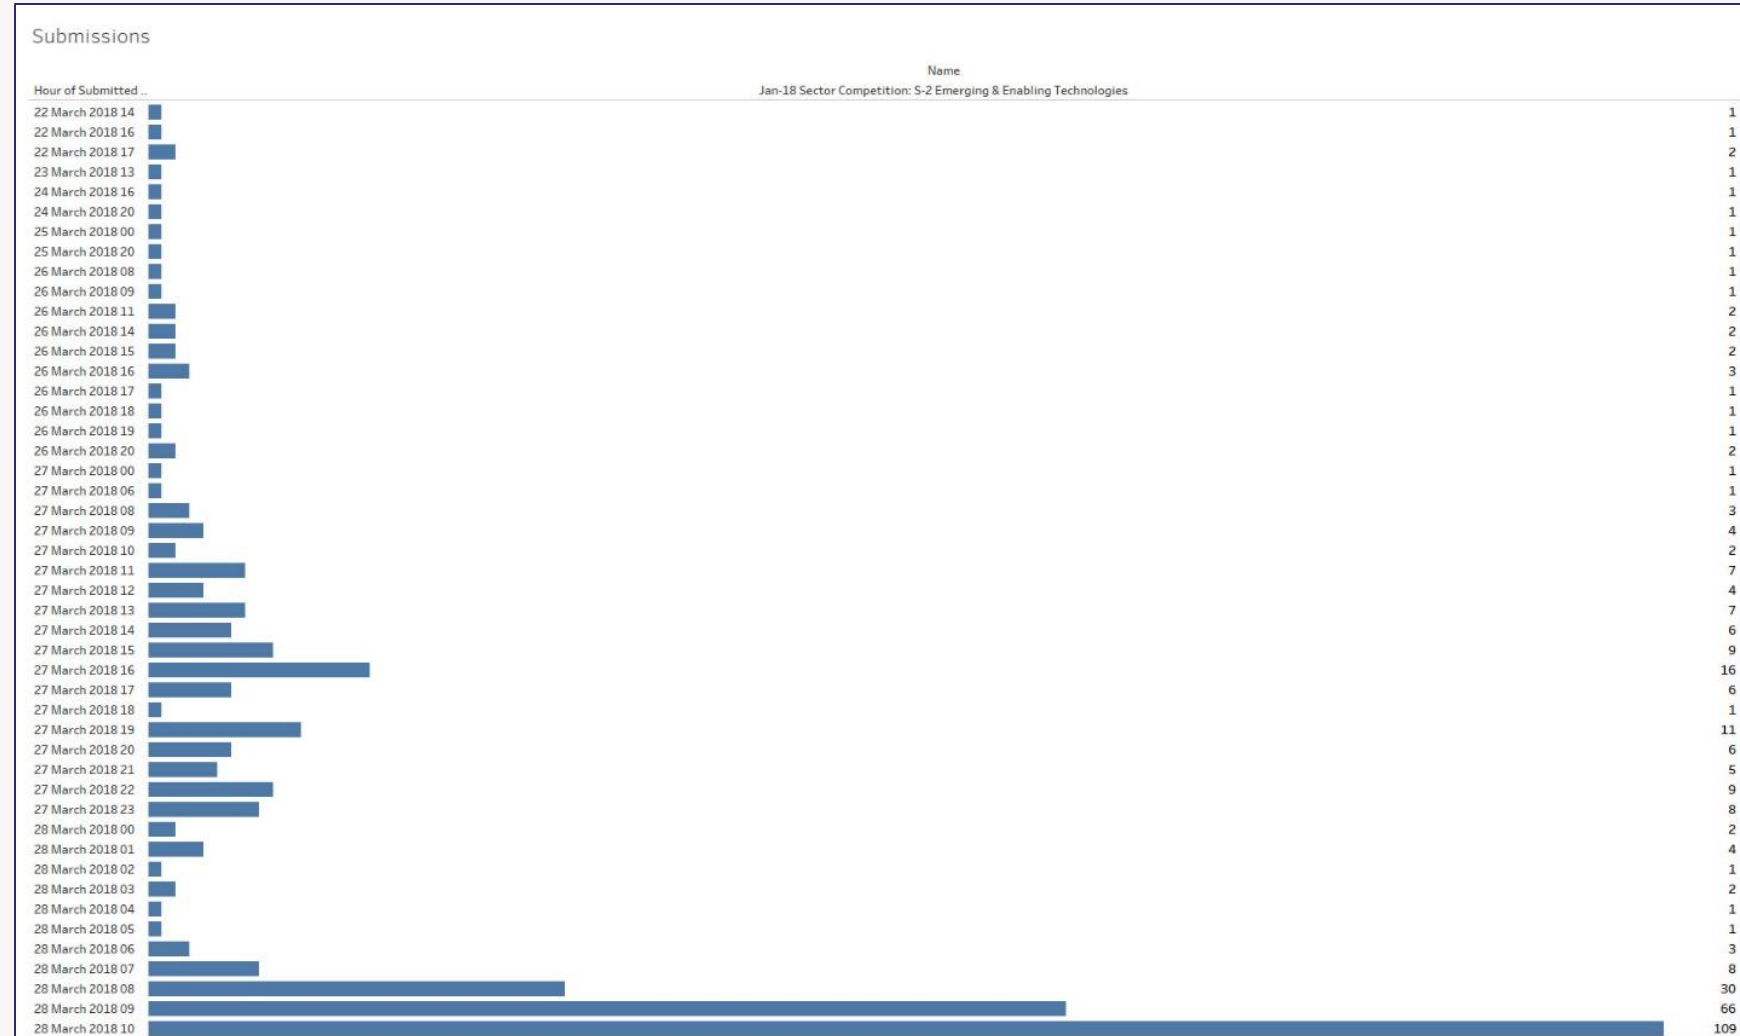 Submissions
Name
Hour of Submitted .. Jan-18 Sector Competition: S-2 Emerging & Enabling Technologies
22 March 2018 14 1
22 March 2018 16 1
22 March 2018 17 2
23 March 2018 13 1
24 March 2018 16 1
24 March 2018 20 1
25 March 2018 00 1
25 March 2018 20 1
26 March 2018 08 1
26 March 2018 09 1
26 March 2018 11 2
26 March 2018 14 2
26 March 2018 15 2
26 March 2018 16 3
26 March 2018 17 1
26 March 2018 18 1
26 March 2018 19 1
26 March 2018 20 2
27 March 2018 00 1
27 March 2018 06 1
27 March 2018 08 3
27 March 2018 09 4
27 March 2018 10 2
27 March 2018 11 7
27 March 2018 12 4
27 March 2018 13 7
27 March 2018 14 6
27 March 2018 15 9
27 March 2018 16 16
27 March 2018 17 6
27 March 2018 18 1
27 March 2018 19 11
27 March 2018 20 6
27 March 2018 21 5
27 March 2018 22 9
27 March 2018 23 8
28 March 2018 00 2
28 March 2018 01 4
28 March 2018 02 1
28 March 2018 03 2
28 March 2018 04 1
28 March 2018 05 1
28 March 2018 06 3
28 March 2018 07 8
28 March 2018 08 30
28 March 2018 09 66
28 March 2018 10 109